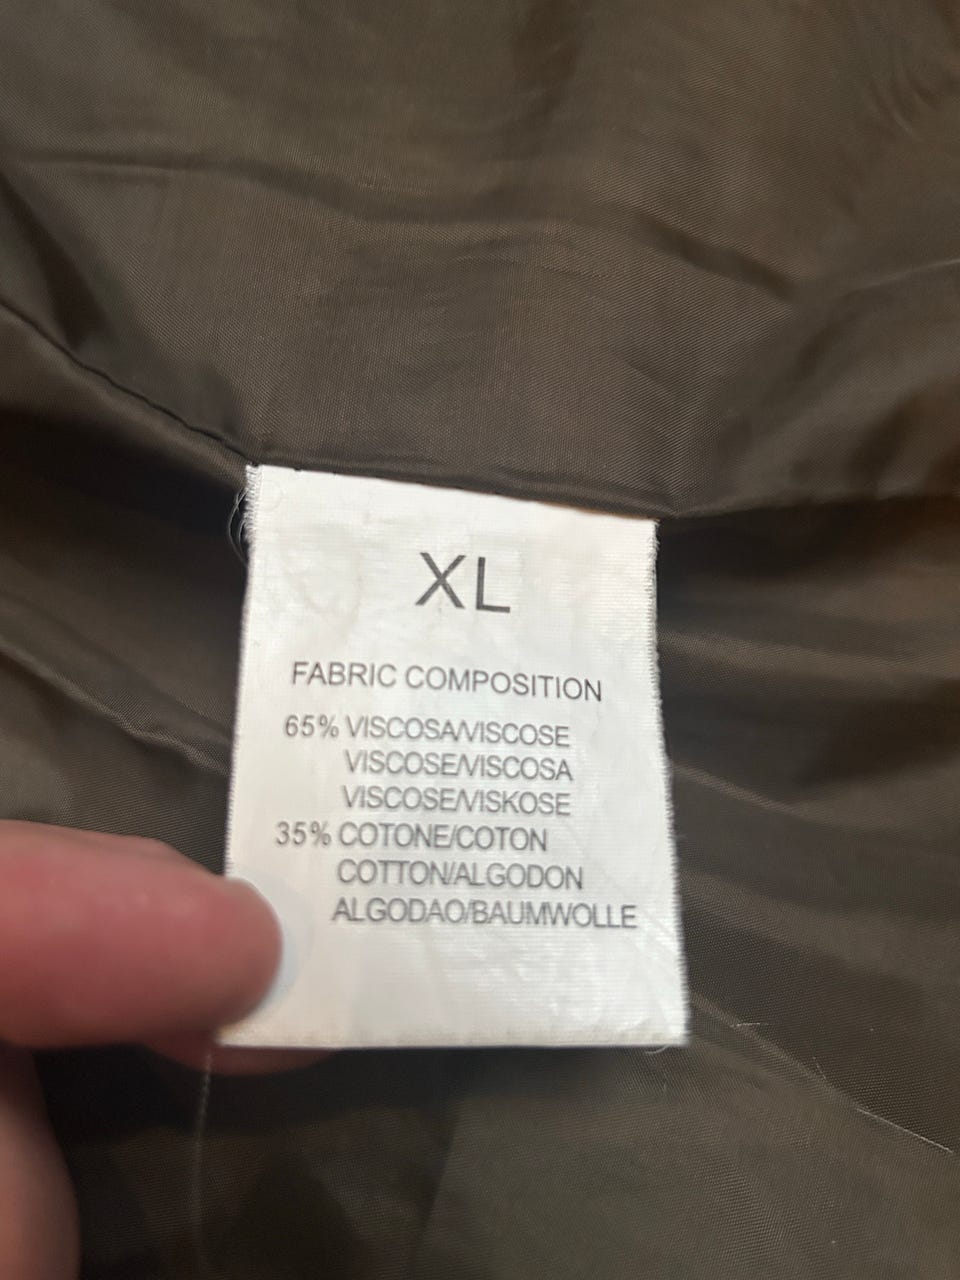 XL
FABRIC COMPOSITION
65% VISCOSA/VISCOSE
VISCOSE/VISCOSA
VISCOSE/VISKOSE
35% COTONE/COTON
COTTON/ALGODON
ALGODAO/BAUMWOLLE